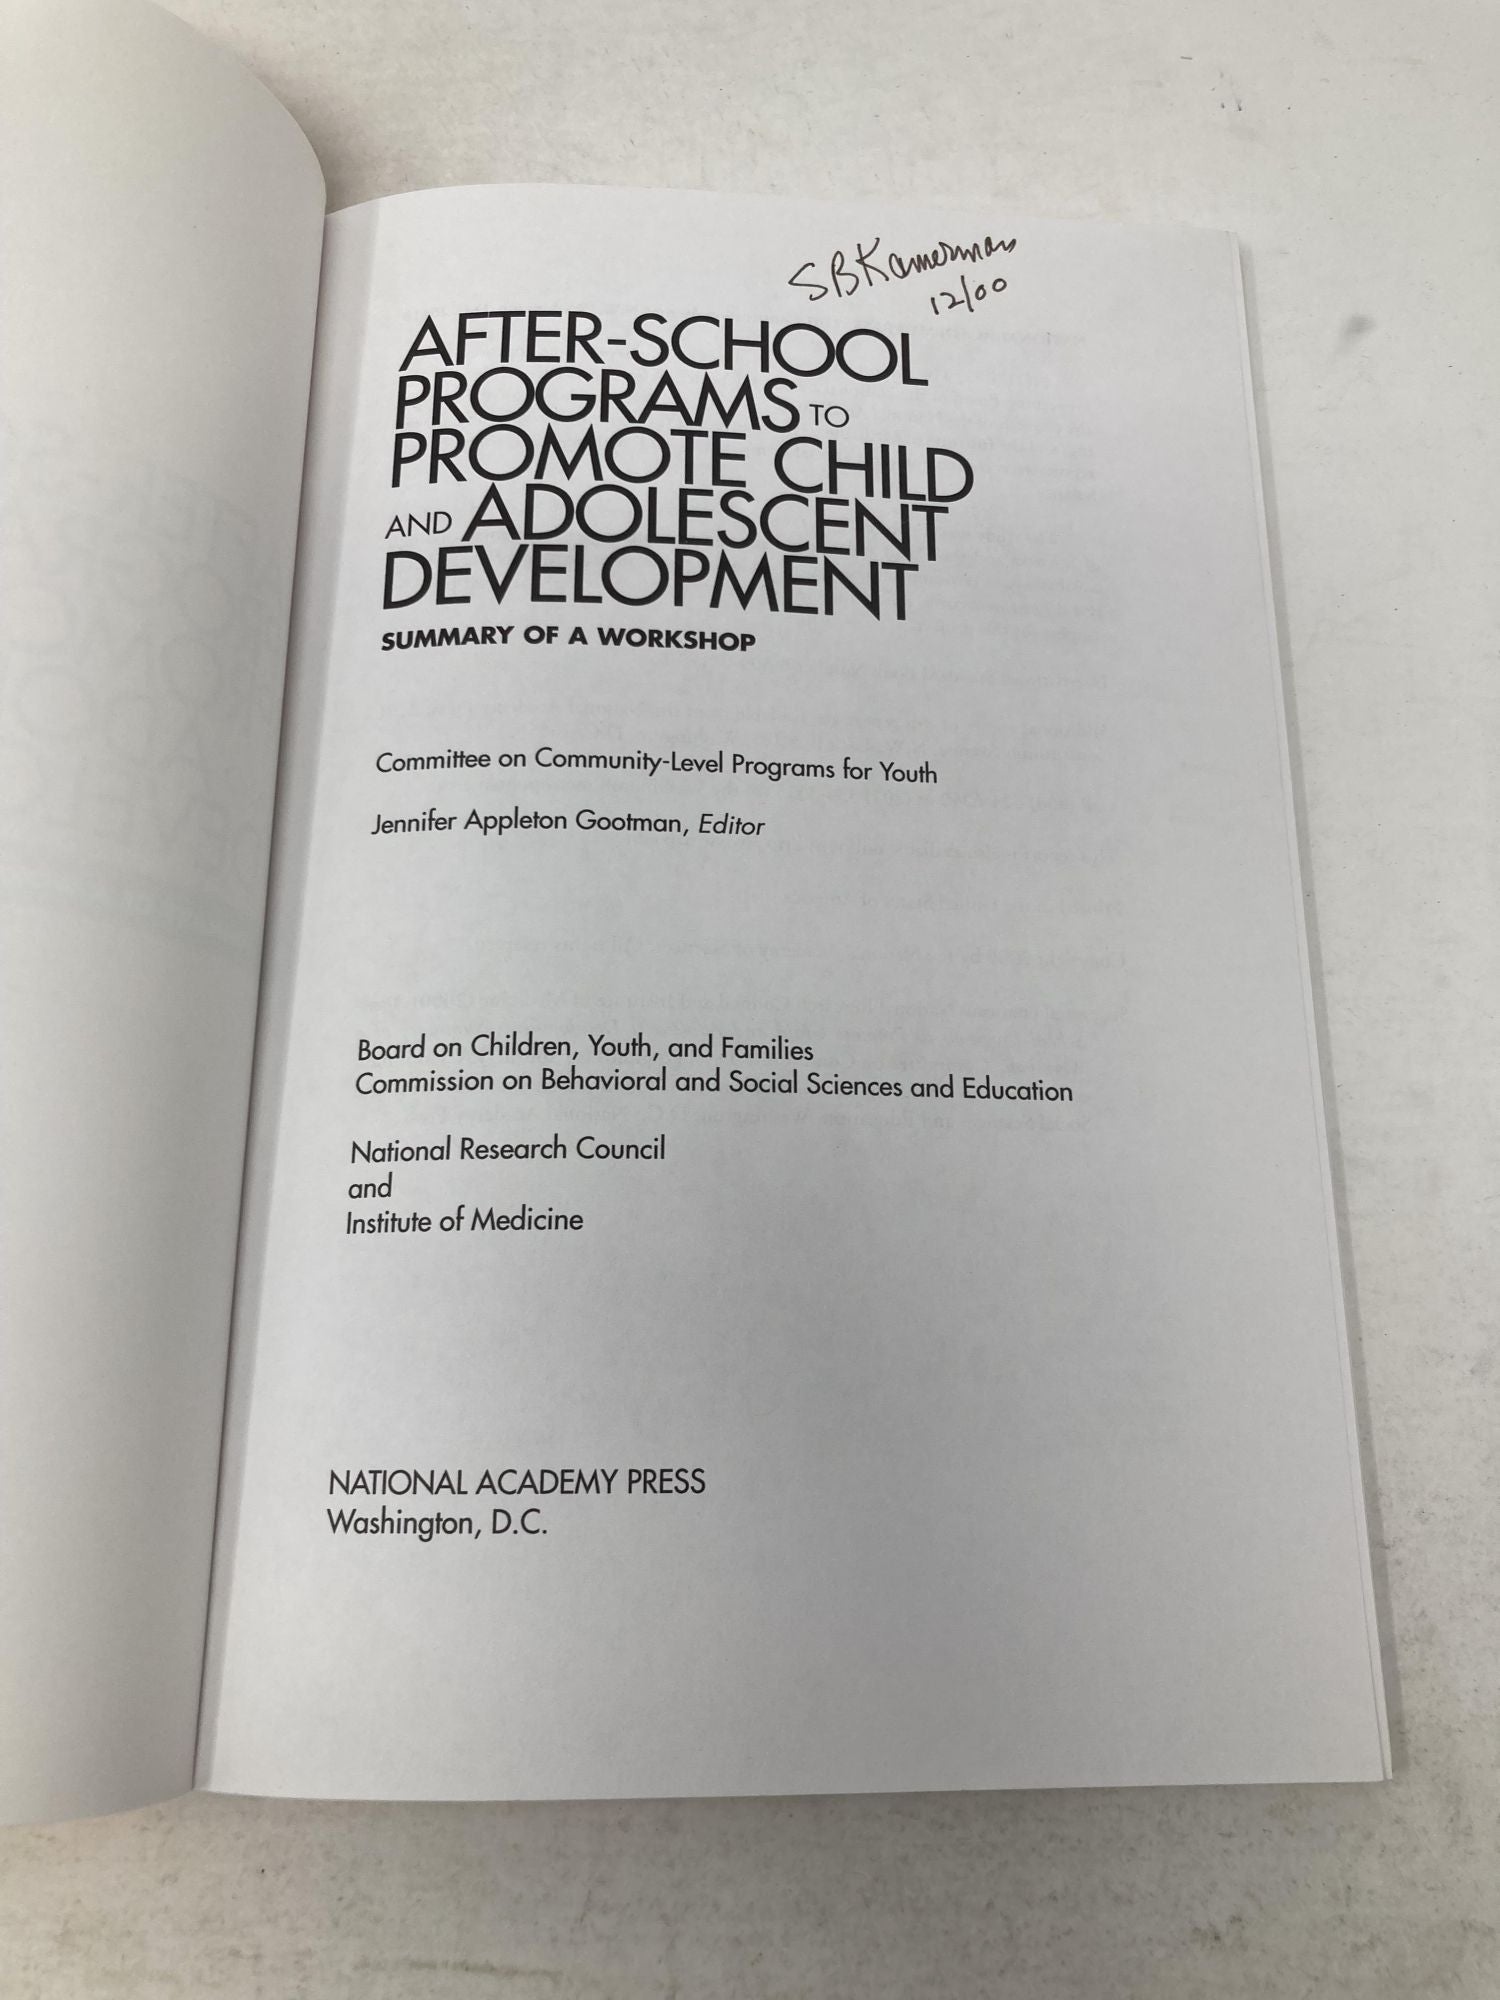 SBKamerman
12/00
AFTER-SCHOOL
PROGRAMS TO
PROMOTE CHILD
AND ADOLESCENT
DEVELOPMENT
SUMMARY OF A WORKSHOP
Committee on Community-Level Programs for Youth
Jennifer Appleton Gootman, Editor
Board on Children, Youth, and Families
Commission on Behavioral and Social Sciences and Education
National Research Council
and
Institute of Medicine
NATIONAL ACADEMY PRESS
Washington, D.C.